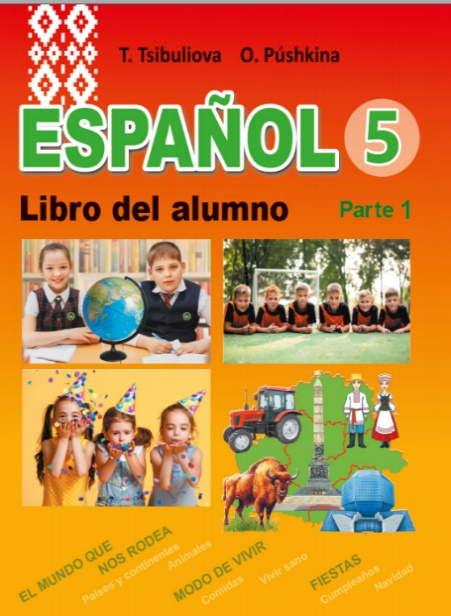 T. Tsibuliova   O. Púshkina
ESPAÑOL 5
Libro del alumno   Parte 1
EL MUNDO QUE
NOS RODEA
Países y continentes
Animales
MODO DE VIVIR
Comidas
Vivir sano
FIESTAS
Cumpleaños
Navidad